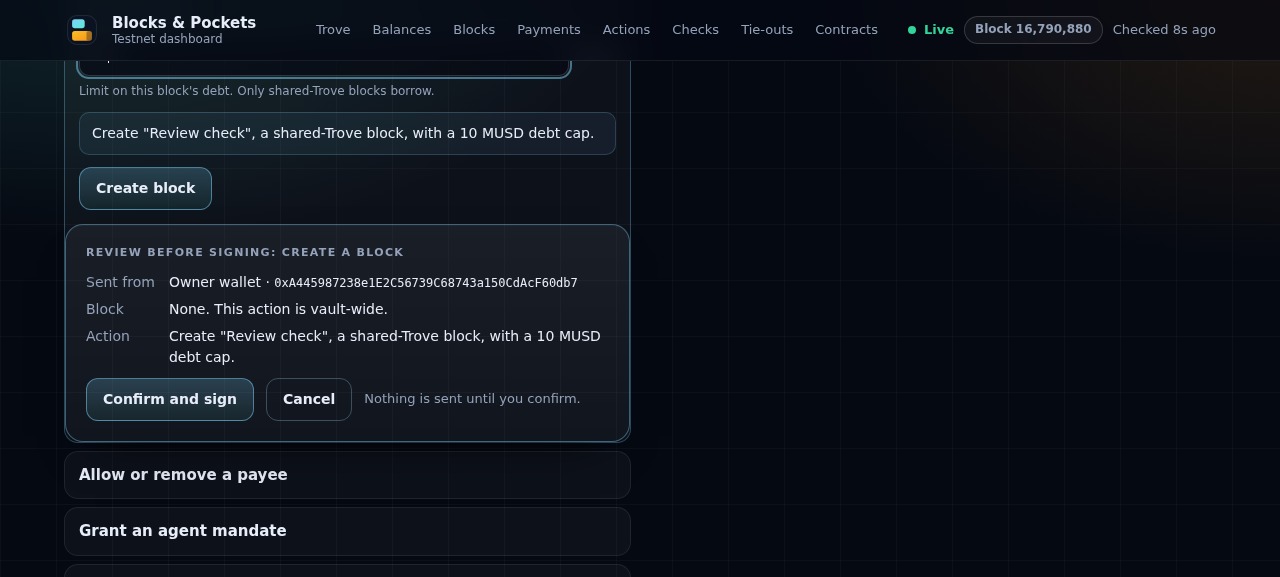 Blocks & Pockets
Testnet dashboard
Trove
Balances
Blocks
Payments
Actions
Checks
Tie-outs
Contracts
Live
Block 16,790,880
Checked 8s ago
Limit on this block's debt. Only shared-Trove blocks borrow.
Create "Review check", a shared-Trove block, with a 10 MUSD debt cap.
Create block
REVIEW BEFORE SIGNING: CREATE A BLOCK
Sent from Owner wallet · 0xA445987238e1E2C56739C68743a150CdAcF60db7
Block None. This action is vault-wide.
Action Create "Review check", a shared-Trove block, with a 10 MUSD
debt cap.
Confirm and sign
Cancel
Nothing is sent until you confirm.
Allow or remove a payee
Grant an agent mandate